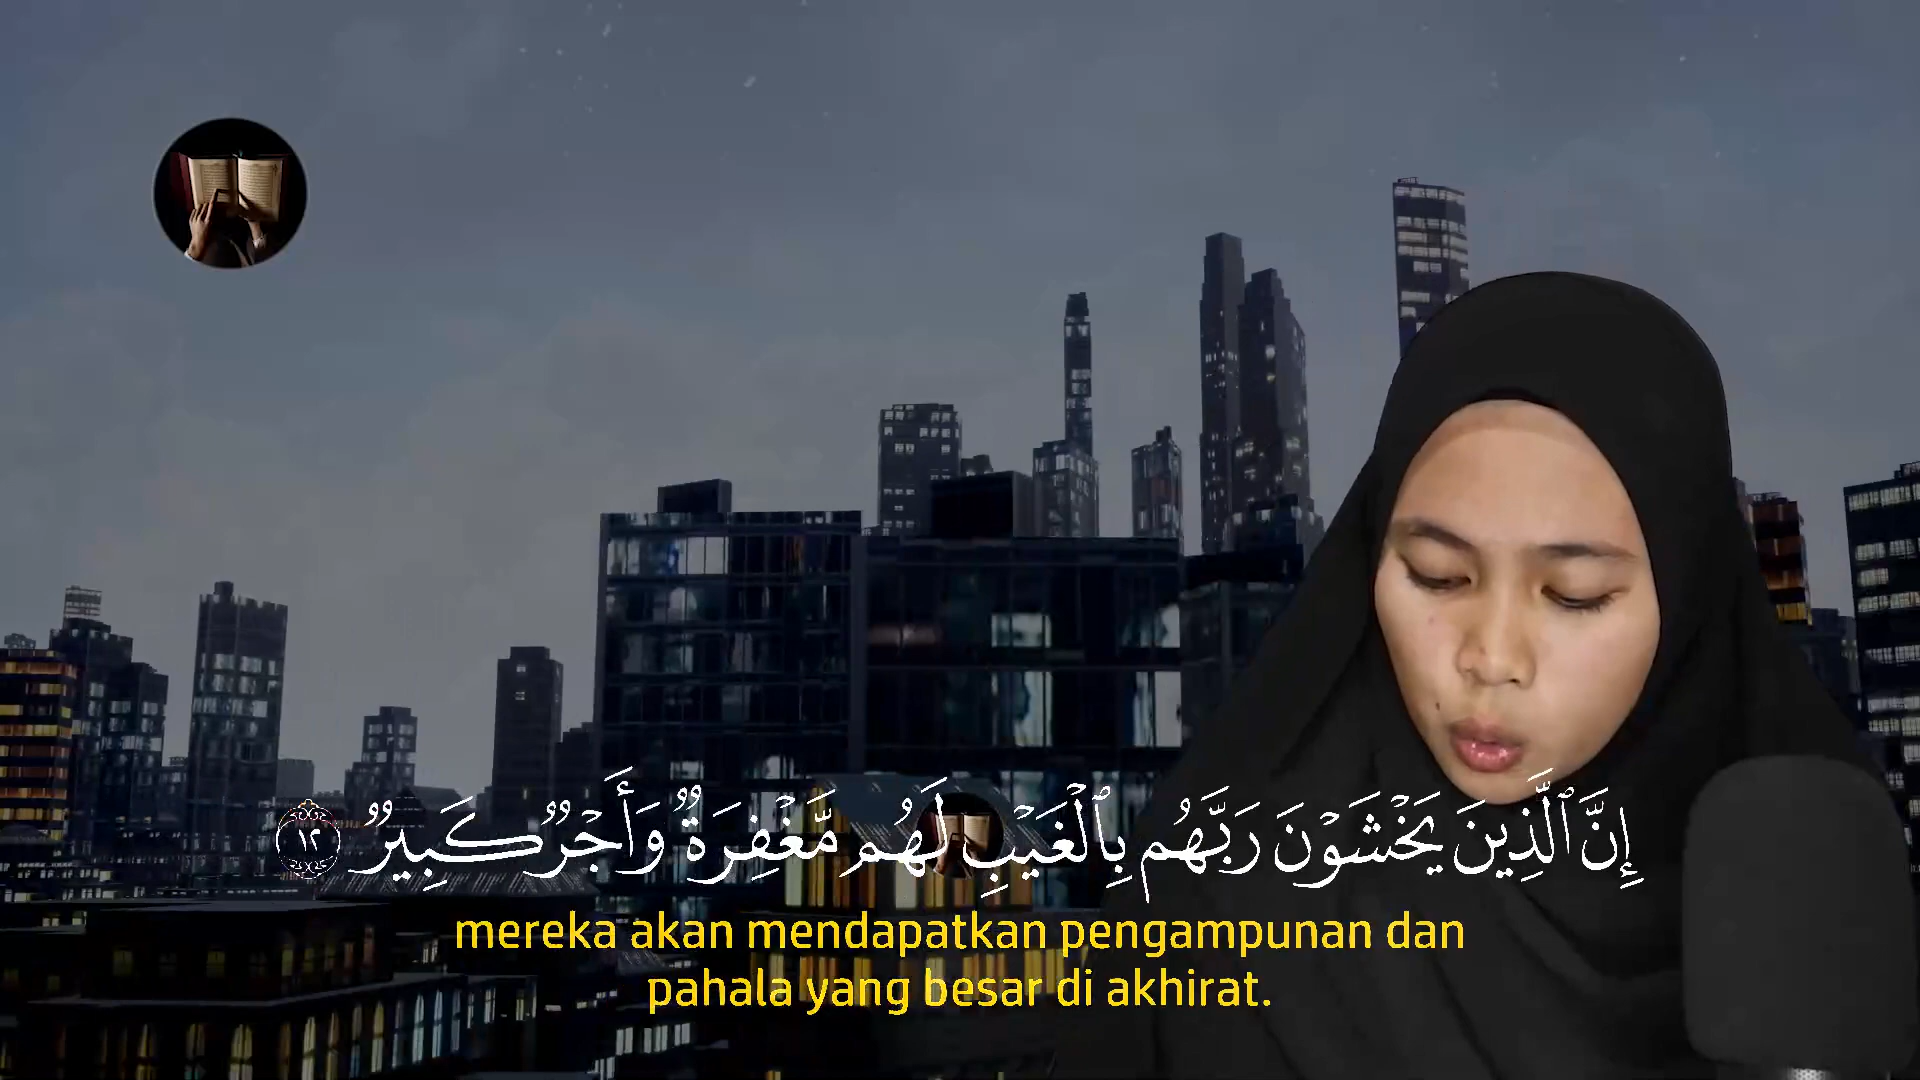 إِنَّ ٱلَّذِينَ يَخْشَوْنَ رَبَّهُم بِٱلْغَيْبِ لَهُم مَّغْفِرَةٌ وَأَجْرٌ كَبِيرٌ ١٢
mereka akan mendapatkan pengampunan dan
pahala yang besar di akhirat.